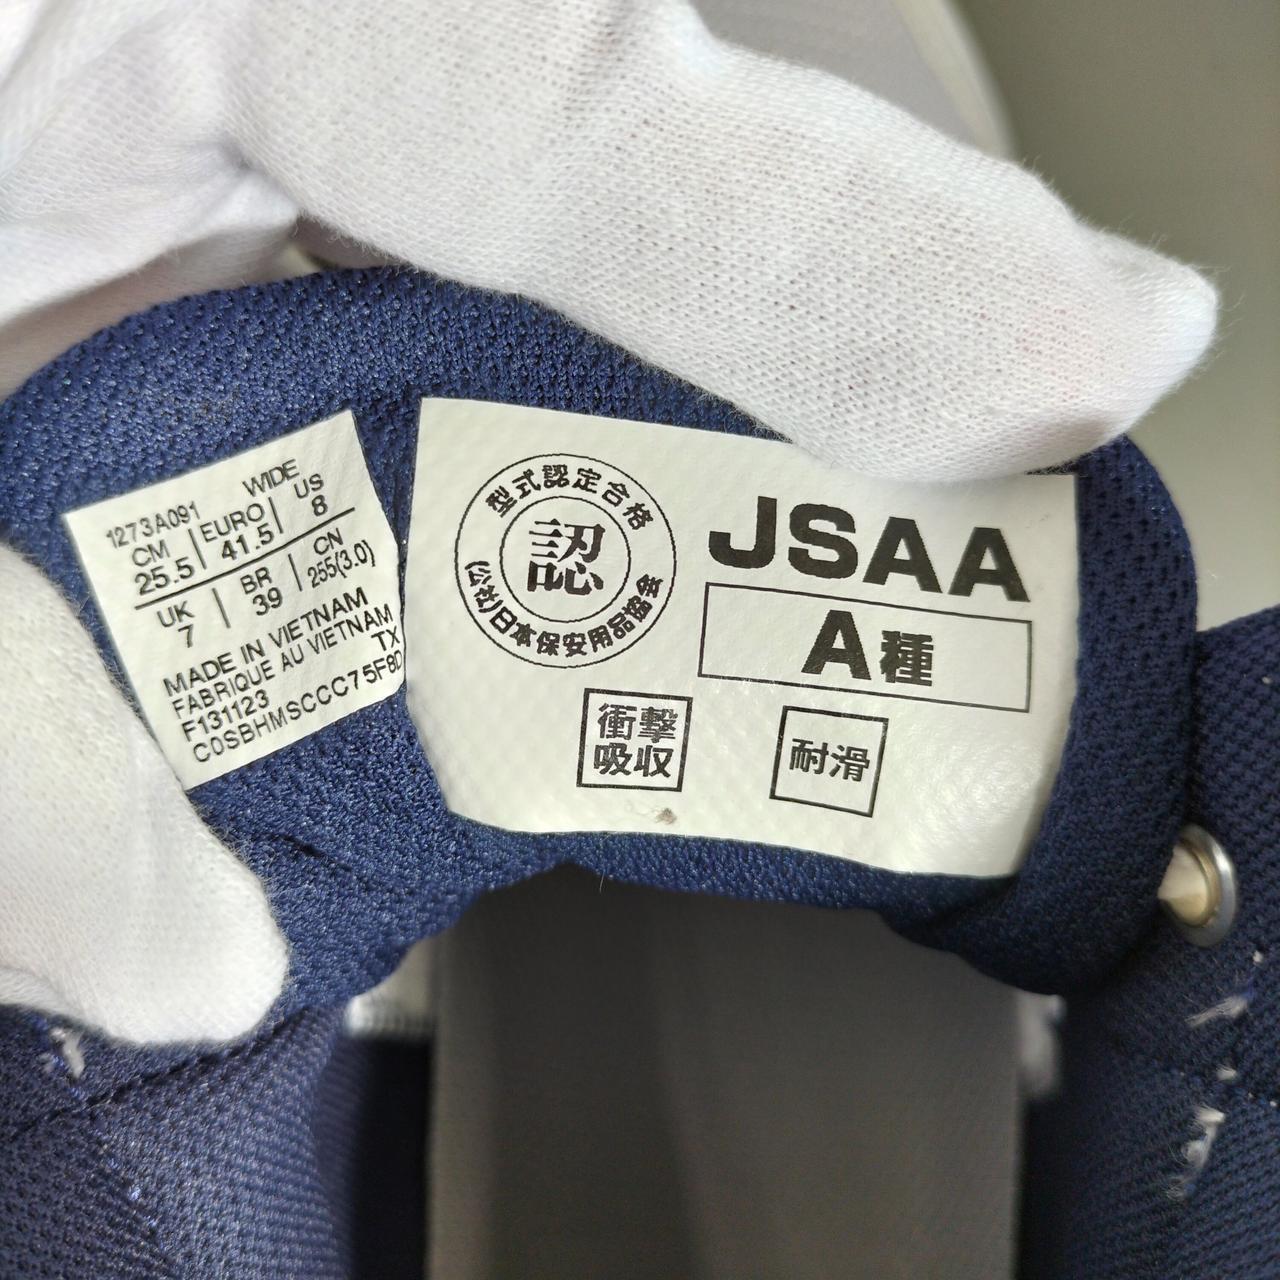 1273A091 WIDE
CM EURO US
25.5 41.5 8
UK BR CN
7 39 255(3.0)
MADE IN VIETNAM
FABRIQUE AU VIETNAM
F131123 TX
C0SBHMSCCC75F8D
型式認定合格
認
(公社)日本保安用品協会
JSAA
A種
衝撃
吸収
耐滑